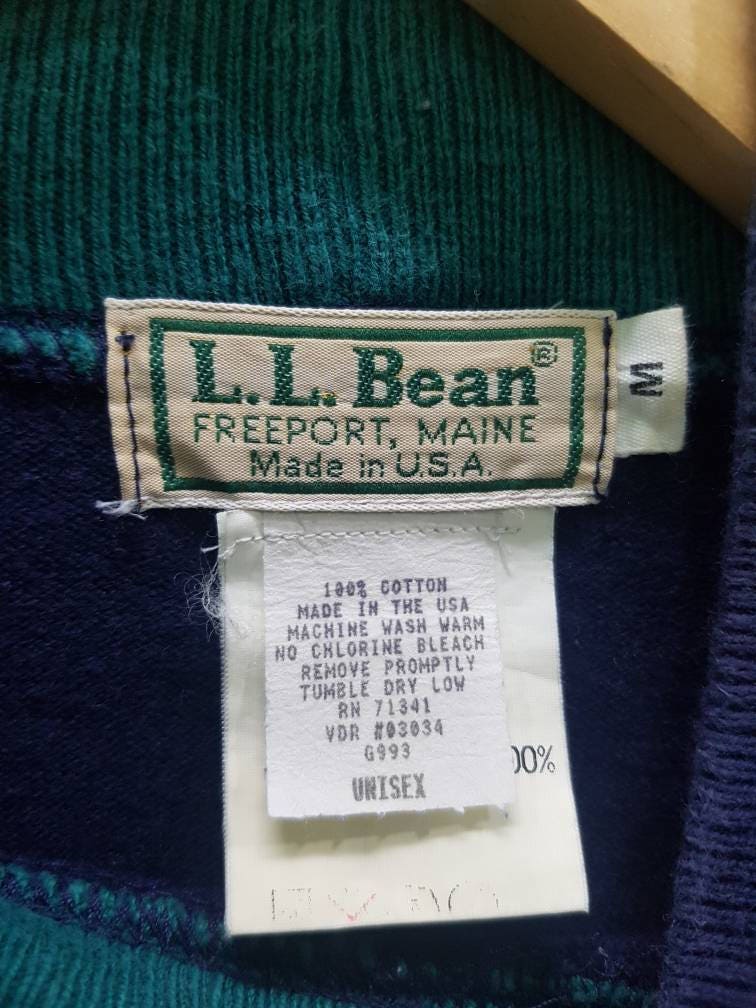 L.L. Bean®
FREEPORT, MAINE
Made in U.S.A.
M
100% COTTON
MADE IN THE USA
MACHINE WASH WARM
NO CHLORINE BLEACH
REMOVE PROMPTLY
TUMBLE DRY LOW
RN 71341
VDR #03034
G993
UNISEX
00%